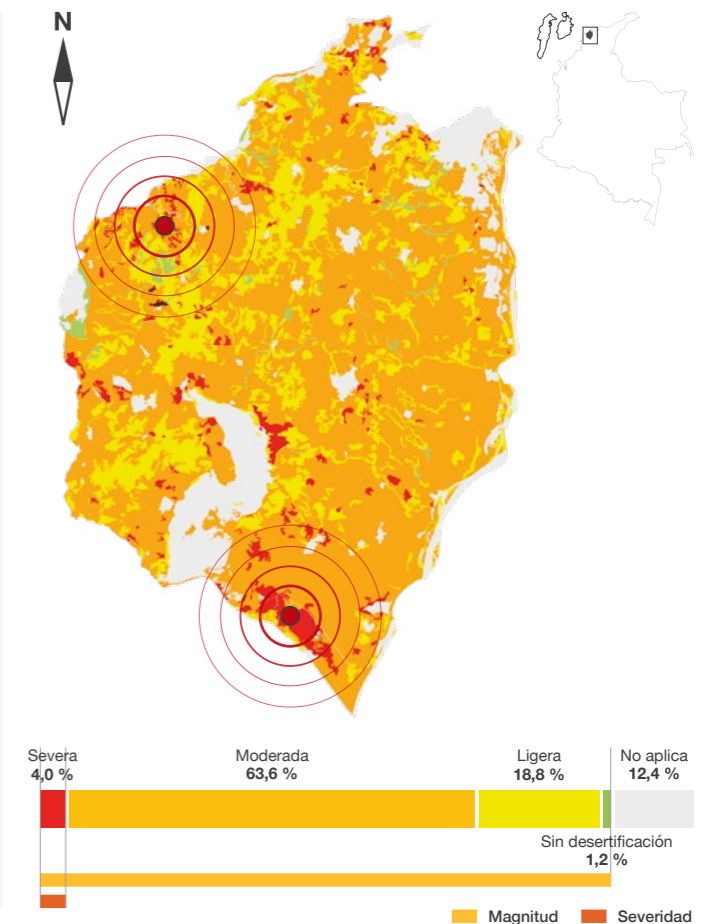 N
Severa
4,0 %
Moderada
63,6 %
Ligera
18,8 %
No aplica
12,4 %
Sin desertificación
1,2 %
Magnitud
Severidad